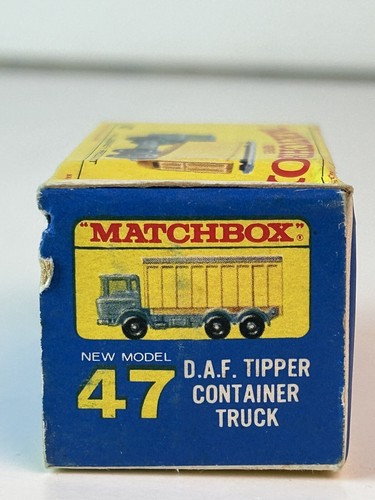 "MATCHBOX"®
NEW MODEL
47
D.A.F. TIPPER
CONTAINER
TRUCK